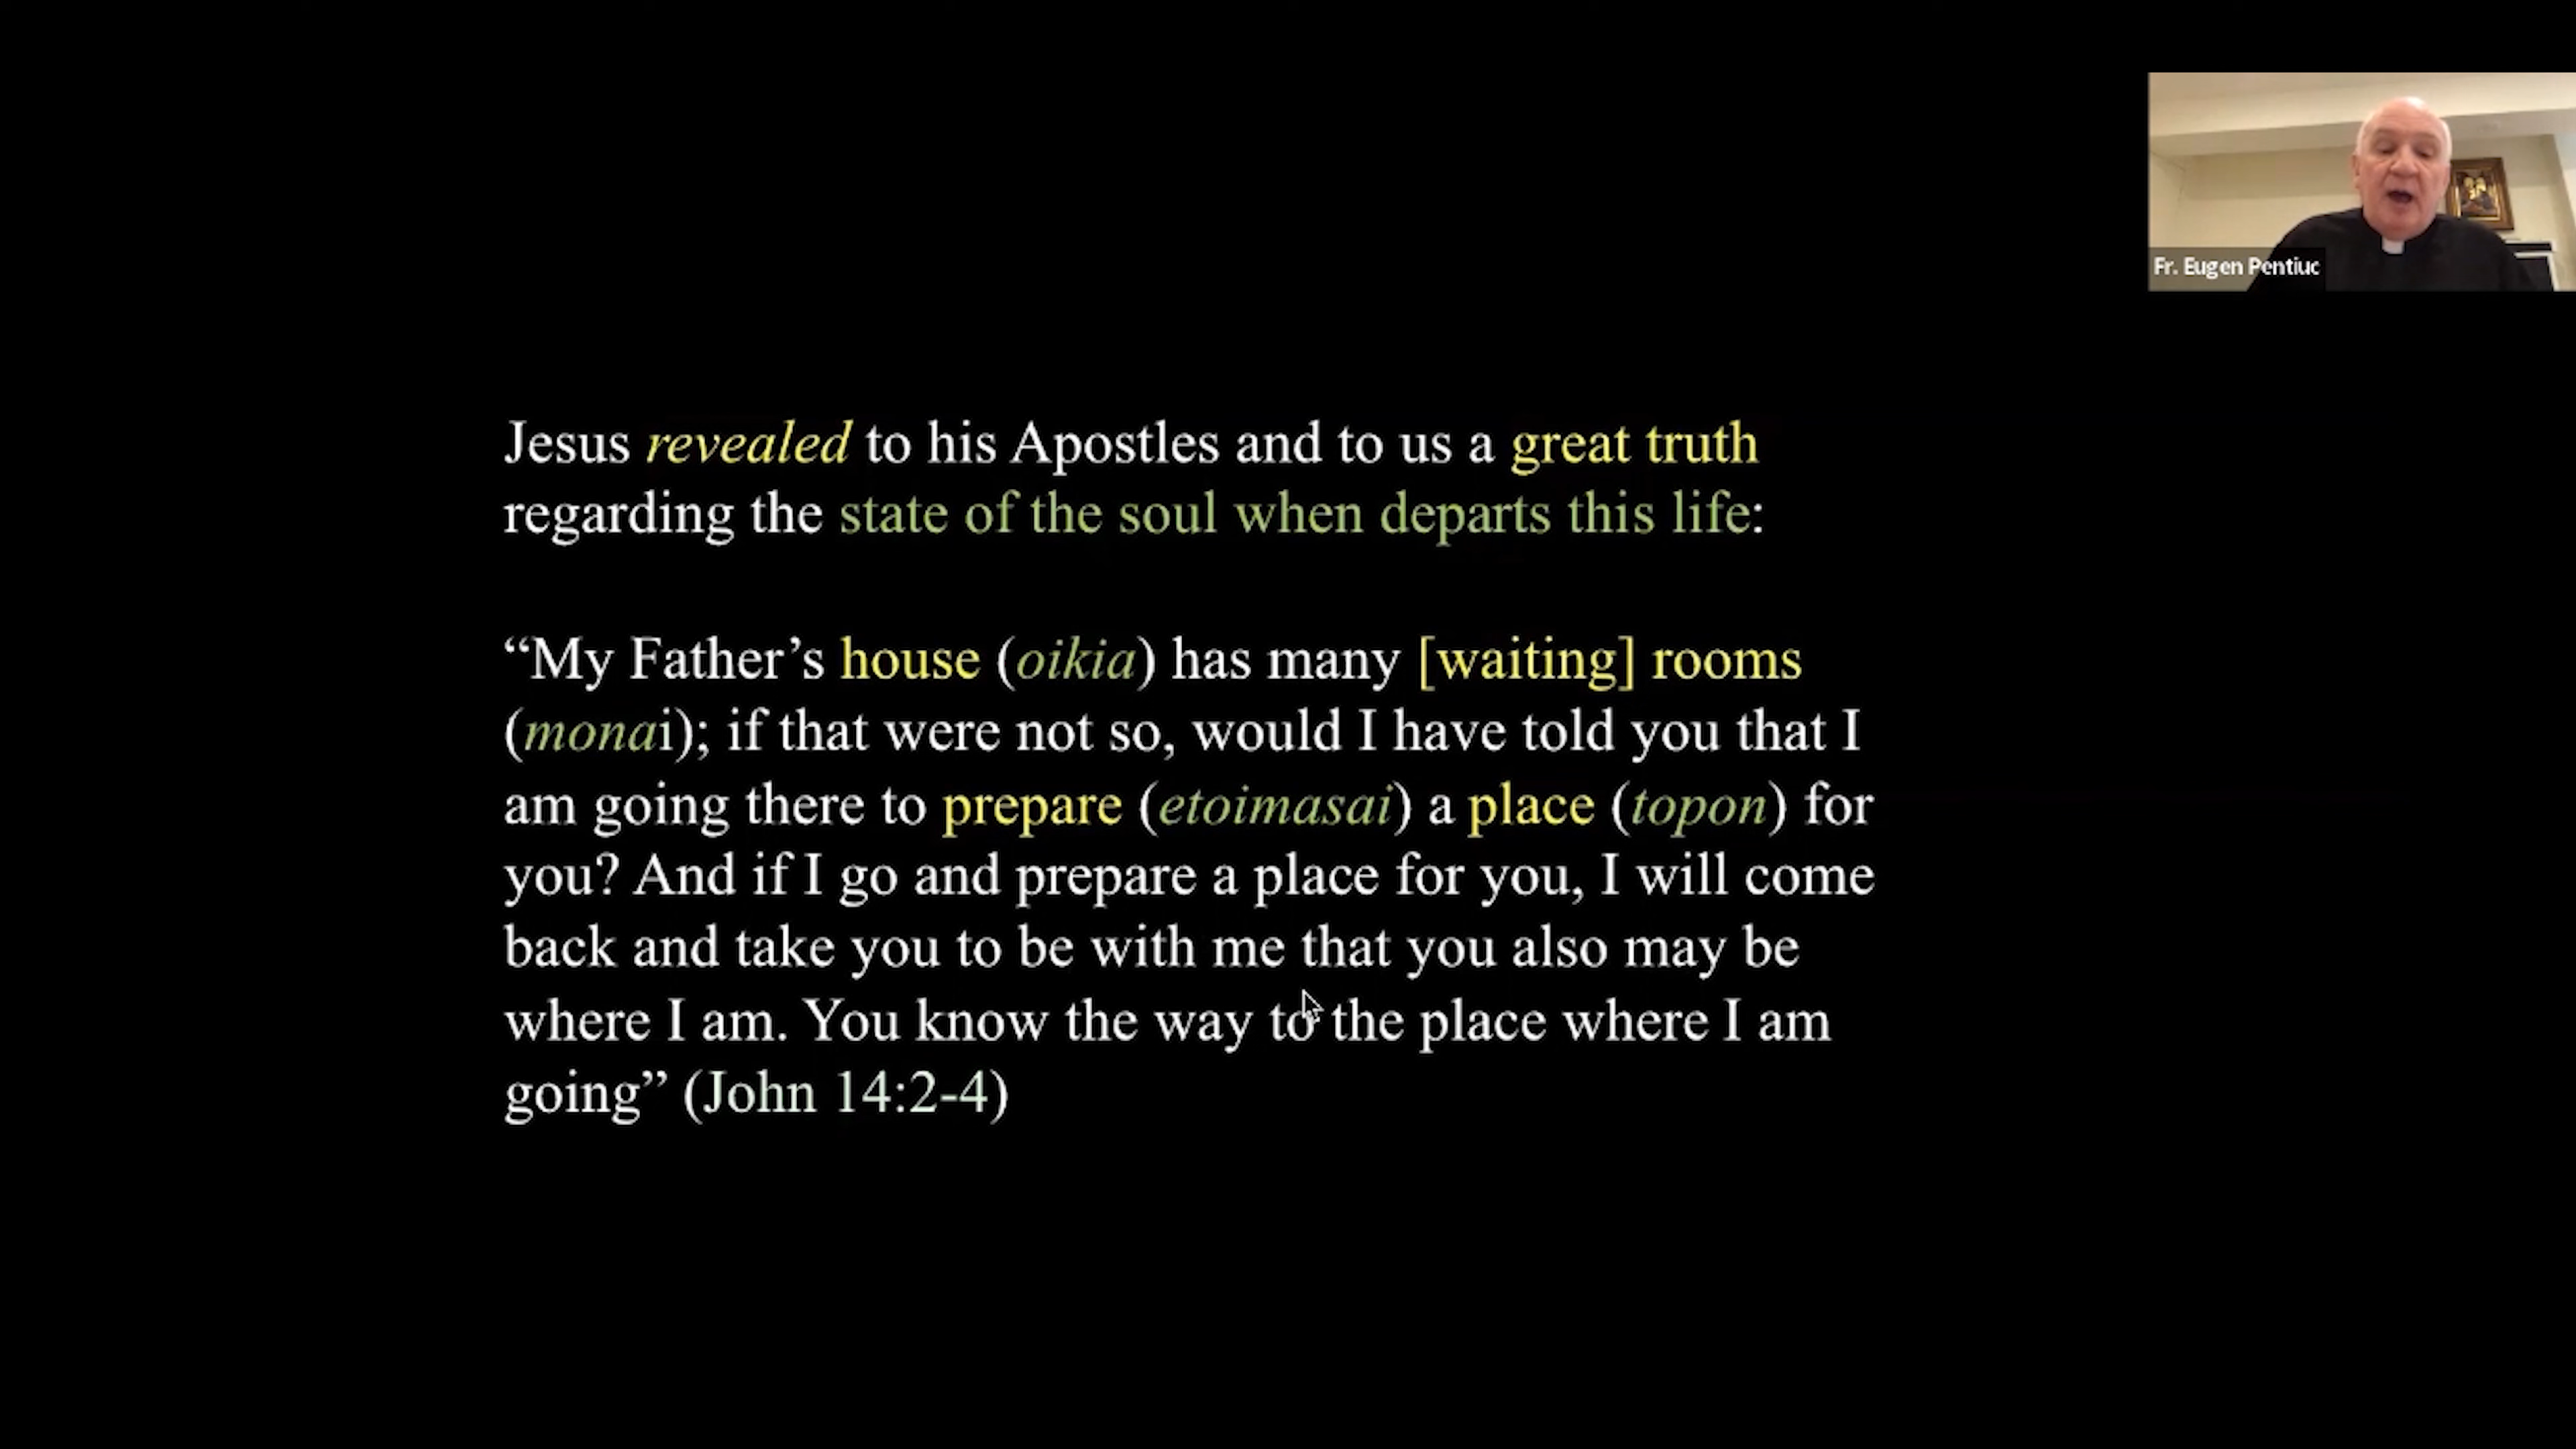 Fr. Eugen Pentiuc
Jesus revealed to his Apostles and to us a great truth
regarding the state of the soul when departs this life:
“My Father’s house (oikia) has many [waiting] rooms
(monai); if that were not so, would I have told you that I
am going there to prepare (etoimasai) a place (topon) for
you? And if I go and prepare a place for you, I will come
back and take you to be with me that you also may be
where I am. You know the way to the place where I am
going” (John 14:2-4)